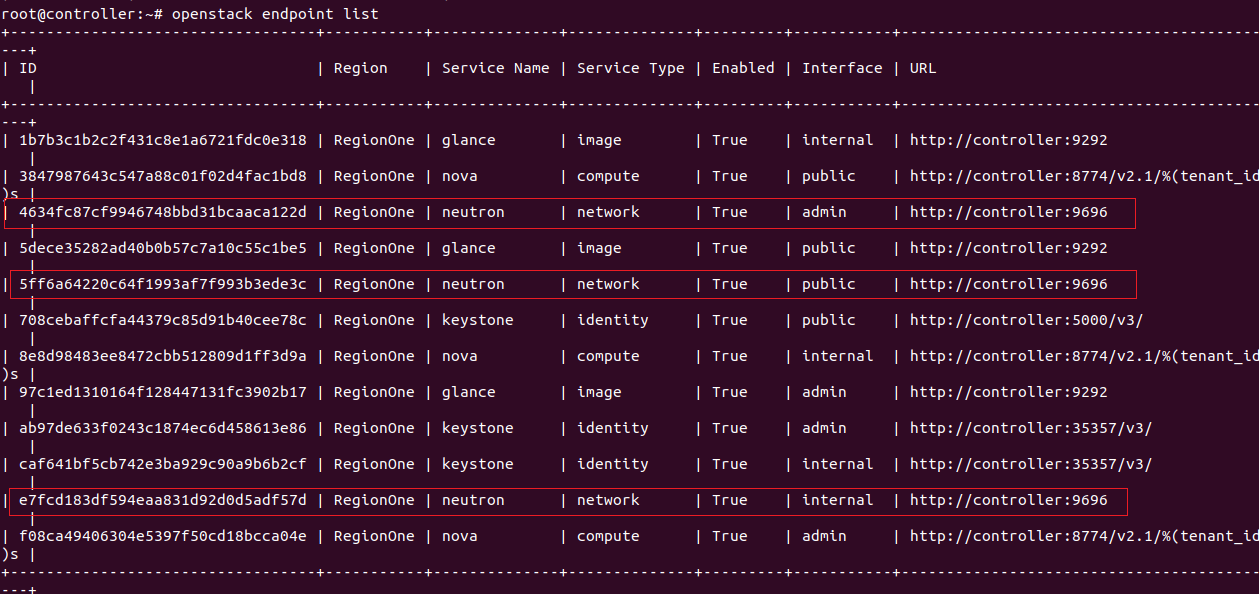 root@controller:~# openstack endpoint list
+----------------------------------+-----------+--------------+--------------+---------+-----------+----------------------------------------
---+
| ID                               | Region    | Service Name | Service Type | Enabled | Interface | URL
   |
+----------------------------------+-----------+--------------+--------------+---------+-----------+----------------------------------------
---+
| 1b7b3c1b2c2f431c8e1a6721fdc0e318 | RegionOne | glance       | image        | True    | internal  | http://controller:9292
   |
| 3847987643c547a88c01f02d4fac1bd8 | RegionOne | nova         | compute      | True    | public    | http://controller:8774/v2.1/%(tenant_id
)s |
| 4634fc87cf9946748bbd31bcaaca122d | RegionOne | neutron      | network      | True    | admin     | http://controller:9696
   |
| 5dece35282ad40b0b57c7a10c55c1be5 | RegionOne | glance       | image        | True    | public    | http://controller:9292
   |
| 5ff6a64220c64f1993af7f993b3ede3c | RegionOne | neutron      | network      | True    | public    | http://controller:9696
   |
| 708cebaffcfa44379c85d91b40cee78c | RegionOne | keystone     | identity     | True    | public    | http://controller:5000/v3/
   |
| 8e8d98483ee8472cbb512809d1ff3d9a | RegionOne | nova         | compute      | True    | internal  | http://controller:8774/v2.1/%(tenant_id
)s |
| 97c1ed1310164f128447131fc3902b17 | RegionOne | glance       | image        | True    | admin     | http://controller:9292
   |
| ab97de633f0243c1874ec6d458613e86 | RegionOne | keystone     | identity     | True    | admin     | http://controller:35357/v3/
   |
| caf641bf5cb742e3ba929c90a9b6b2cf | RegionOne | keystone     | identity     | True    | internal  | http://controller:35357/v3/
   |
| e7fcd183df594eaa831d92d0d5adf57d | RegionOne | neutron      | network      | True    | internal  | http://controller:9696
   |
| f08ca49406304e5397f50cd18bcca04e | RegionOne | nova         | compute      | True    | admin     | http://controller:8774/v2.1/%(tenant_id
)s |
+----------------------------------+-----------+--------------+--------------+---------+-----------+----------------------------------------
---+